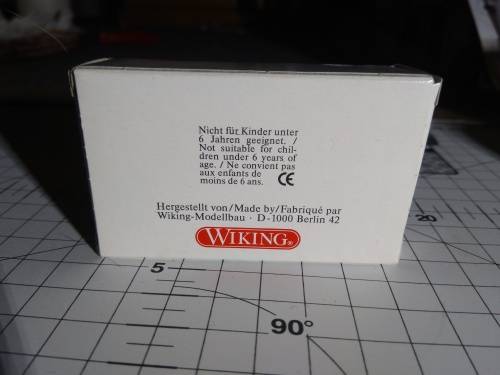 Nicht für Kinder unter
6 Jahren geeignet. /
Not suitable for chil-
dren under 6 years of
age. / Ne convient pas
aux enfants de
moins de 6 ans. CE
Hergestellt von/Made by/Fabriqué par
Wiking-Modellbau · D-1000 Berlin 42
WIKING®
20
5
90°